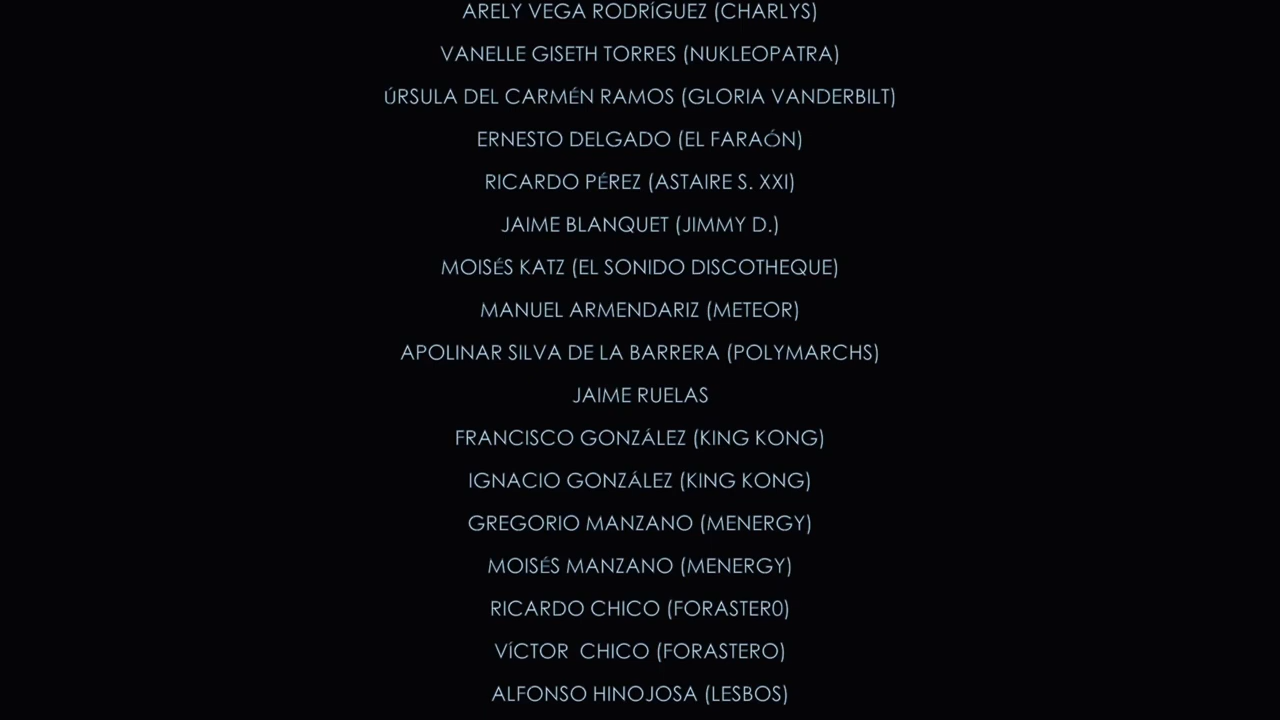 ARELY VEGA RODRÍGUEZ (CHARLYS)
VANELLE GISETH TORRES (NUKLEOPATRA)
ÚRSULA DEL CARMÉN RAMOS (GLORIA VANDERBILT)
ERNESTO DELGADO (EL FARAÓN)
RICARDO PÉREZ (ASTAIRE S. XXI)
JAIME BLANQUET (JIMMY D.)
MOISÉS KATZ (EL SONIDO DISCOTHEQUE)
MANUEL ARMENDARIZ (METEOR)
APOLINAR SILVA DE LA BARRERA (POLYMARCHS)
JAIME RUELAS
FRANCISCO GONZÁLEZ (KING KONG)
IGNACIO GONZÁLEZ (KING KONG)
GREGORIO MANZANO (MENERGY)
MOISÉS MANZANO (MENERGY)
RICARDO CHICO (FORASTER0)
VÍCTOR  CHICO (FORASTERO)
ALFONSO HINOJOSA (LESBOS)